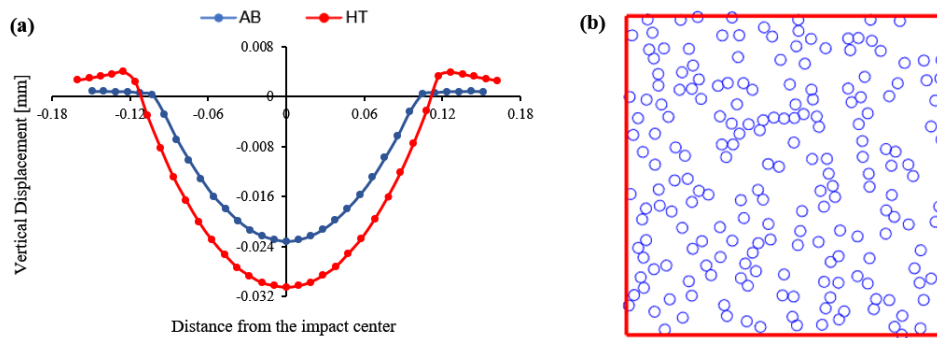 (a) AB HT (b)
0.008
0
-0.18 -0.12 -0.06 0 0.06 0.12 0.18
-0.008
-0.016
-0.024
-0.032
Vertical Displacement [mm]
Distance from the impact center